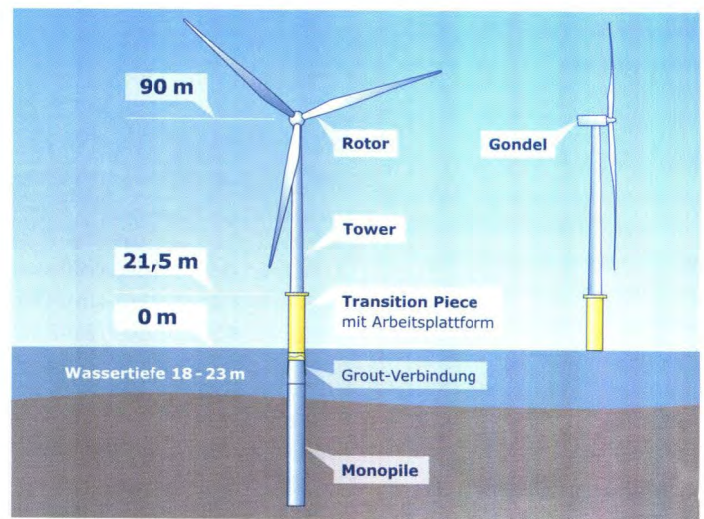 90 m
Rotor
Gondel
Tower
21,5 m
Transition Piece
mit Arbeitsplattform
0 m
Wassertiefe 18 - 23 m
Grout-Verbindung
Monopile